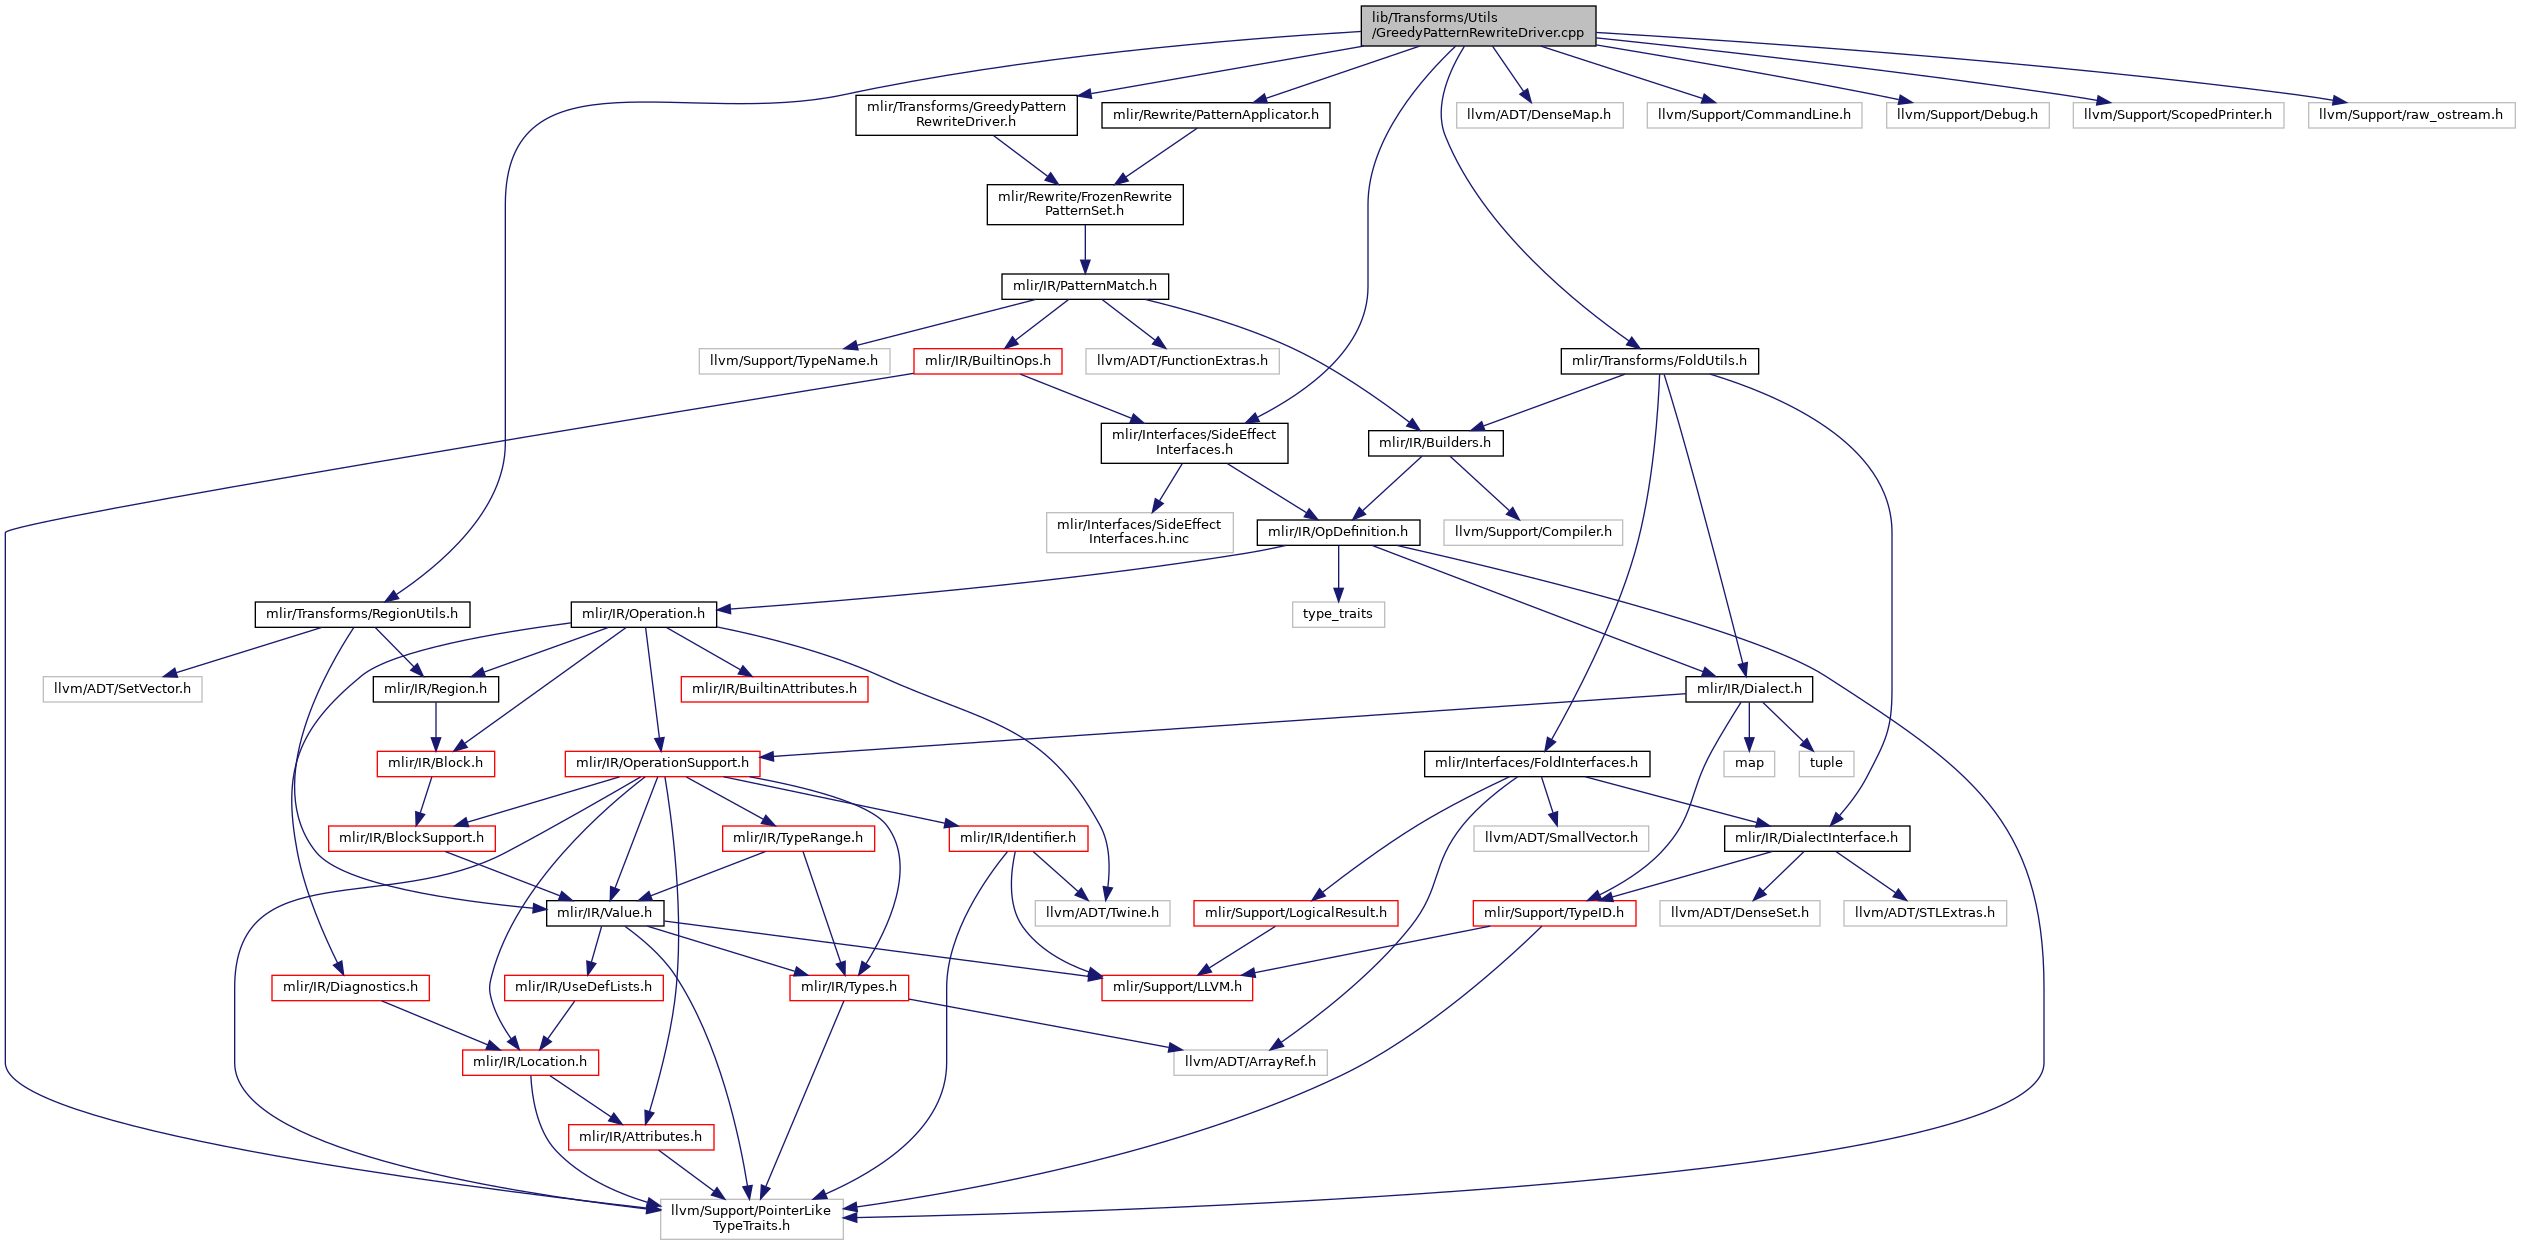 lib/Transforms/Utils
/GreedyPatternRewriteDriver.cpp
mlir/Transforms/GreedyPattern
RewriteDriver.h
mlir/Rewrite/PatternApplicator.h
llvm/ADT/DenseMap.h
llvm/Support/CommandLine.h
llvm/Support/Debug.h
llvm/Support/ScopedPrinter.h
llvm/Support/raw_ostream.h
mlir/Rewrite/FrozenRewrite
PatternSet.h
mlir/IR/PatternMatch.h
llvm/Support/TypeName.h
mlir/IR/BuiltinOps.h
llvm/ADT/FunctionExtras.h
mlir/Transforms/FoldUtils.h
mlir/Interfaces/SideEffect
Interfaces.h
mlir/IR/Builders.h
mlir/Interfaces/SideEffect
Interfaces.h.inc
mlir/IR/OpDefinition.h
llvm/Support/Compiler.h
mlir/Transforms/RegionUtils.h
mlir/IR/Operation.h
type_traits
llvm/ADT/SetVector.h
mlir/IR/Region.h
mlir/IR/BuiltinAttributes.h
mlir/IR/Dialect.h
mlir/IR/Block.h
mlir/IR/OperationSupport.h
mlir/Interfaces/FoldInterfaces.h
map
tuple
mlir/IR/BlockSupport.h
mlir/IR/TypeRange.h
mlir/IR/Identifier.h
llvm/ADT/SmallVector.h
mlir/IR/DialectInterface.h
mlir/IR/Value.h
llvm/ADT/Twine.h
mlir/Support/LogicalResult.h
mlir/Support/TypeID.h
llvm/ADT/DenseSet.h
llvm/ADT/STLExtras.h
mlir/IR/Diagnostics.h
mlir/IR/UseDefLists.h
mlir/IR/Types.h
mlir/Support/LLVM.h
mlir/IR/Location.h
llvm/ADT/ArrayRef.h
mlir/IR/Attributes.h
llvm/Support/PointerLike
TypeTraits.h